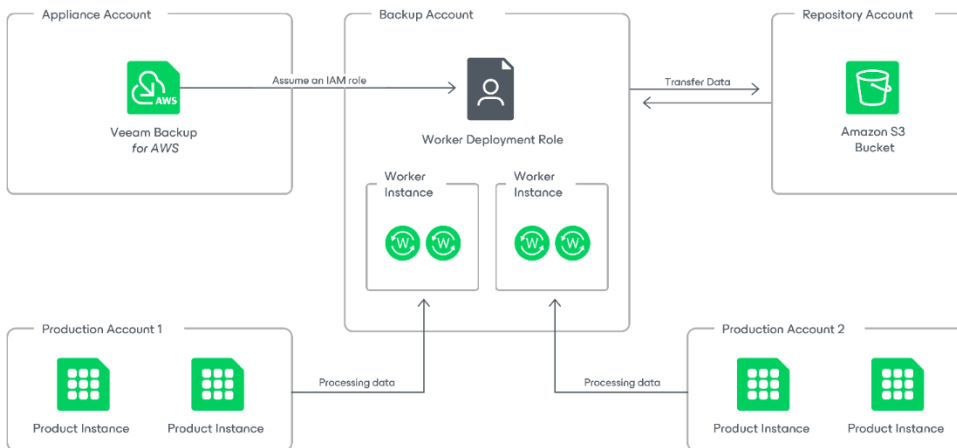 Appliance Account
Backup Account
Repository Account
AWS
Veeam Backup
for AWS
Assume an IAM role
Worker Deployment Role
Transfer Data
Amazon S3
Bucket
Worker
Instance
W W
Worker
Instance
W W
Production Account 1
Product Instance
Product Instance
Processing data
Processing data
Production Account 2
Product Instance
Product Instance